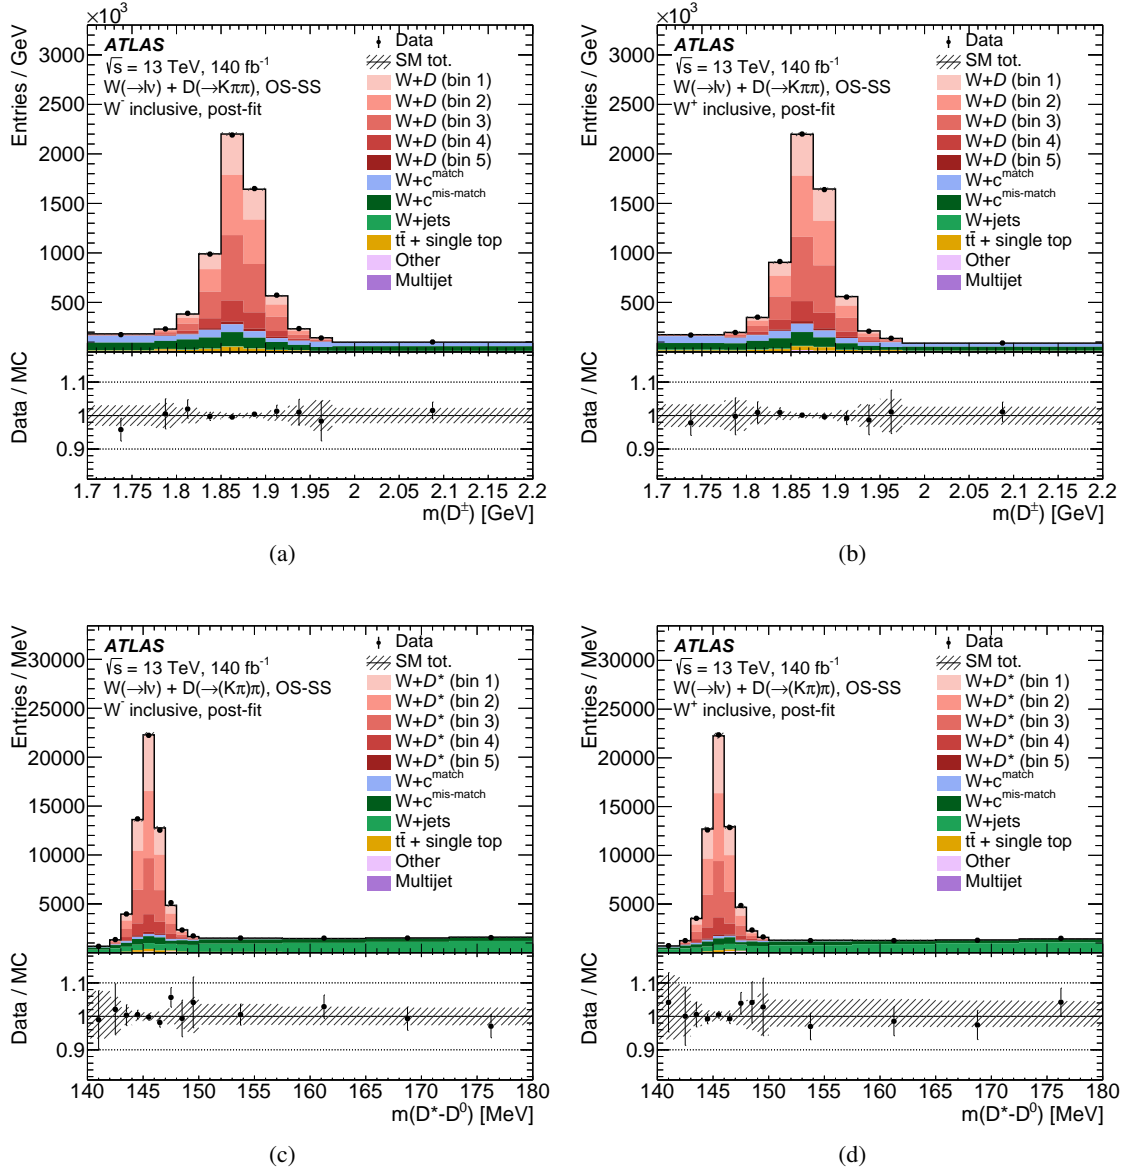 ×10³
Entries / GeV
3000
2500
2000
1500
1000
500
ATLAS
√s = 13 TeV, 140 fb⁻¹
W(→lν) + D(→Kππ), OS-SS
W⁻ inclusive, post-fit
Data
SM tot.
W+D (bin 1)
W+D (bin 2)
W+D (bin 3)
W+D (bin 4)
W+D (bin 5)
W+c^match
W+c^mis-match
W+jets
tt̄ + single top
Other
Multijet
Data / MC
1.1
1
0.9
1.7 1.75 1.8 1.85 1.9 1.95 2 2.05 2.1 2.15 2.2
m(D±) [GeV]
(a)
×10³
Entries / GeV
3000
2500
2000
1500
1000
500
ATLAS
√s = 13 TeV, 140 fb⁻¹
W(→lν) + D(→Kππ), OS-SS
W⁺ inclusive, post-fit
Data
SM tot.
W+D (bin 1)
W+D (bin 2)
W+D (bin 3)
W+D (bin 4)
W+D (bin 5)
W+c^match
W+c^mis-match
W+jets
tt̄ + single top
Other
Multijet
Data / MC
1.1
1
0.9
1.7 1.75 1.8 1.85 1.9 1.95 2 2.05 2.1 2.15 2.2
m(D±) [GeV]
(b)
Entries / MeV
30000
25000
20000
15000
10000
5000
ATLAS
√s = 13 TeV, 140 fb⁻¹
W(→lν) + D(→(Kπ)π), OS-SS
W⁻ inclusive, post-fit
Data
SM tot.
W+D* (bin 1)
W+D* (bin 2)
W+D* (bin 3)
W+D* (bin 4)
W+D* (bin 5)
W+c^match
W+c^mis-match
W+jets
tt̄ + single top
Other
Multijet
Data / MC
1.1
1
0.9
140 145 150 155 160 165 170 175 180
m(D*-D⁰) [MeV]
(c)
Entries / MeV
30000
25000
20000
15000
10000
5000
ATLAS
√s = 13 TeV, 140 fb⁻¹
W(→lν) + D(→(Kπ)π), OS-SS
W⁺ inclusive, post-fit
Data
SM tot.
W+D* (bin 1)
W+D* (bin 2)
W+D* (bin 3)
W+D* (bin 4)
W+D* (bin 5)
W+c^match
W+c^mis-match
W+jets
tt̄ + single top
Other
Multijet
Data / MC
1.1
1
0.9
140 145 150 155 160 165 170 175 180
m(D*-D⁰) [MeV]
(d)